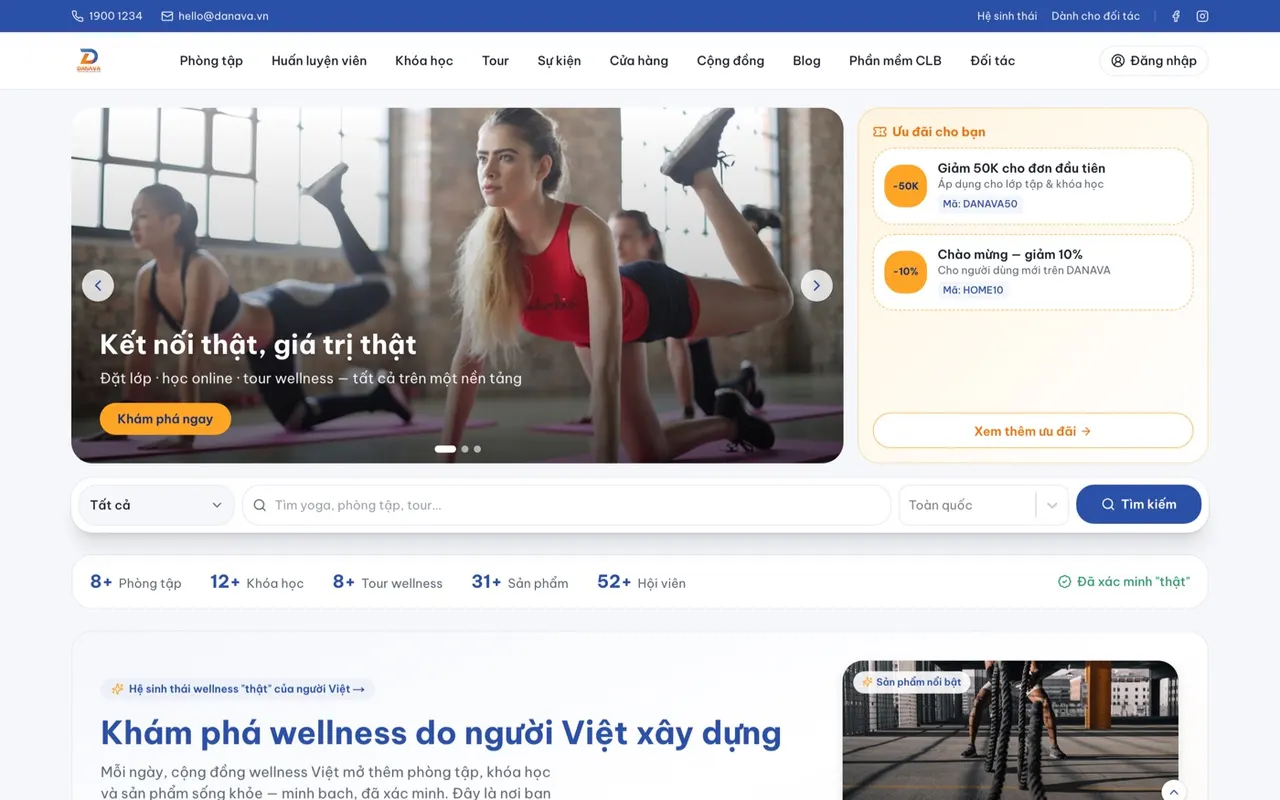 1900 1234
hello@danava.vn
Hệ sinh thái
Dành cho đối tác
DANAVA
Phòng tập
Huấn luyện viên
Khóa học
Tour
Sự kiện
Cửa hàng
Cộng đồng
Blog
Phần mềm CLB
Đối tác
Đăng nhập
Kết nối thật, giá trị thật
Đặt lớp · học online · tour wellness — tất cả trên một nền tảng
Khám phá ngay
Ưu đãi cho bạn
-50K
Giảm 50K cho đơn đầu tiên
Áp dụng cho lớp tập & khóa học
Mã: DANAVA50
-10%
Chào mừng — giảm 10%
Cho người dùng mới trên DANAVA
Mã: HOME10
Xem thêm ưu đãi →
Tất cả
Tìm yoga, phòng tập, tour...
Toàn quốc
Tìm kiếm
8+ Phòng tập
12+ Khóa học
8+ Tour wellness
31+ Sản phẩm
52+ Hội viên
Đã xác minh "thật"
Hệ sinh thái wellness "thật" của người Việt →
Khám phá wellness do người Việt xây dựng
Mỗi ngày, cộng đồng wellness Việt mở thêm phòng tập, khóa học
và sản phẩm sống khỏe — minh bạch, đã xác minh. Đây là nơi bạn
Sản phẩm nổi bật